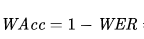 WAcc = 1 − WER =